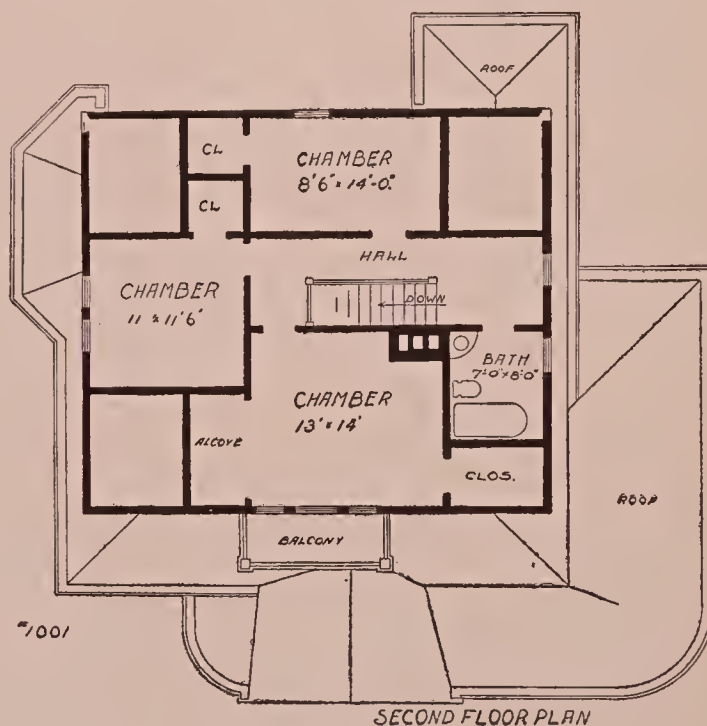 ROOF
CL
CHAMBER
8'6" x 14'-0"
CL
HALL
CHAMBER
11 x 11'6"
DOWN
BATH
7'-0" x 8'-0"
CHAMBER
13' x 14'
ALCOVE
CLOS.
ROOF
BALCONY
#1001
SECOND FLOOR PLAN